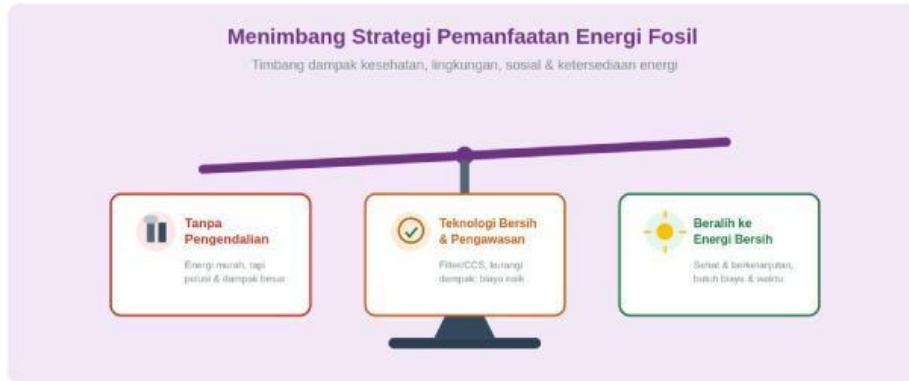 Menimbang Strategi Pemanfaatan Energi Fosil
Timbang dampak kesehatan, lingkungan, sosial & ketersediaan energi
Tanpa
Pengendalian
Energi murah, tapi
polusi & dampak besar
Teknologi Bersih
& Pengawasan
Filter/CCS, kurangi
dampak; biaya naik
Beralih ke
Energi Bersih
Sehat & berkelanjutan,
butuh biaya & waktu